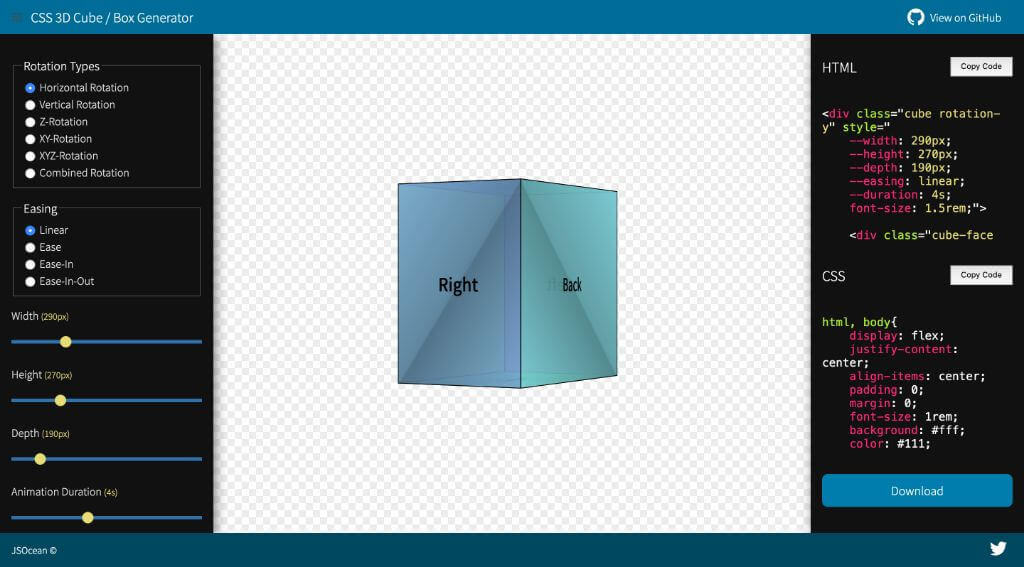 CSS 3D Cube / Box Generator
View on GitHub
Rotation Types
Horizontal Rotation
Vertical Rotation
Z-Rotation
XY-Rotation
XYZ-Rotation
Combined Rotation
Easing
Linear
Ease
Ease-In
Ease-In-Out
Width (290px)
Height (270px)
Depth (190px)
Animation Duration (4s)
JSOcean ©
Right
Back
HTML
Copy Code
<div class="cube rotation-
y" style="
--width: 290px;
--height: 270px;
--depth: 190px;
--easing: linear;
--duration: 4s;
font-size: 1.5rem;">
<div class="cube-face
CSS
Copy Code
html, body{
display: flex;
justify-content:
center;
align-items: center;
padding: 0;
margin: 0;
font-size: 1rem;
background: #fff;
color: #111;
Download